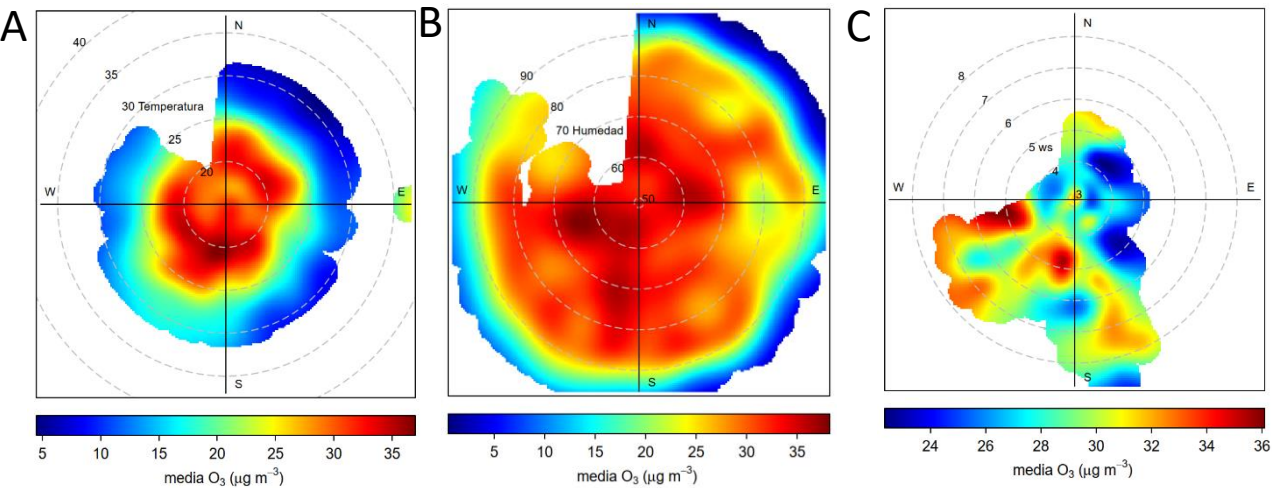 A
N
40
35
30 Temperatura
25
20
W
E
S
5 10 15 20 25 30 35
media O₃ (μg m⁻³)
B
N
90
80
70 Humedad
60
50
W
E
S
5 10 15 20 25 30 35
media O₃ (μg m⁻³)
C
N
8
7
6
5 ws
4
3
W
E
S
24 26 28 30 32 34 36
media O₃ (μg m⁻³)